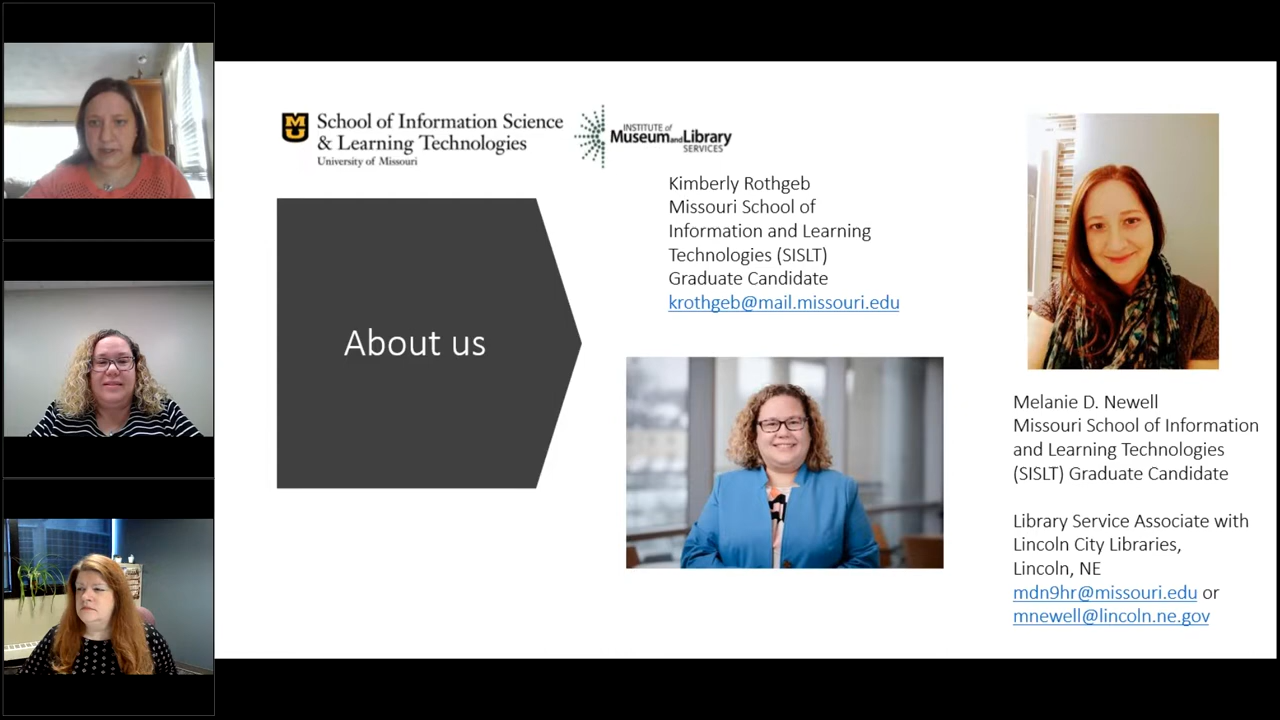 School of Information Science
& Learning Technologies
University of Missouri
INSTITUTE of
Museum and Library
SERVICES
About us
Kimberly Rothgeb
Missouri School of
Information and Learning
Technologies (SISLT)
Graduate Candidate
krothgeb@mail.missouri.edu
Melanie D. Newell
Missouri School of Information
and Learning Technologies
(SISLT) Graduate Candidate
Library Service Associate with
Lincoln City Libraries,
Lincoln, NE
mdn9hr@missouri.edu or
mnewell@lincoln.ne.gov